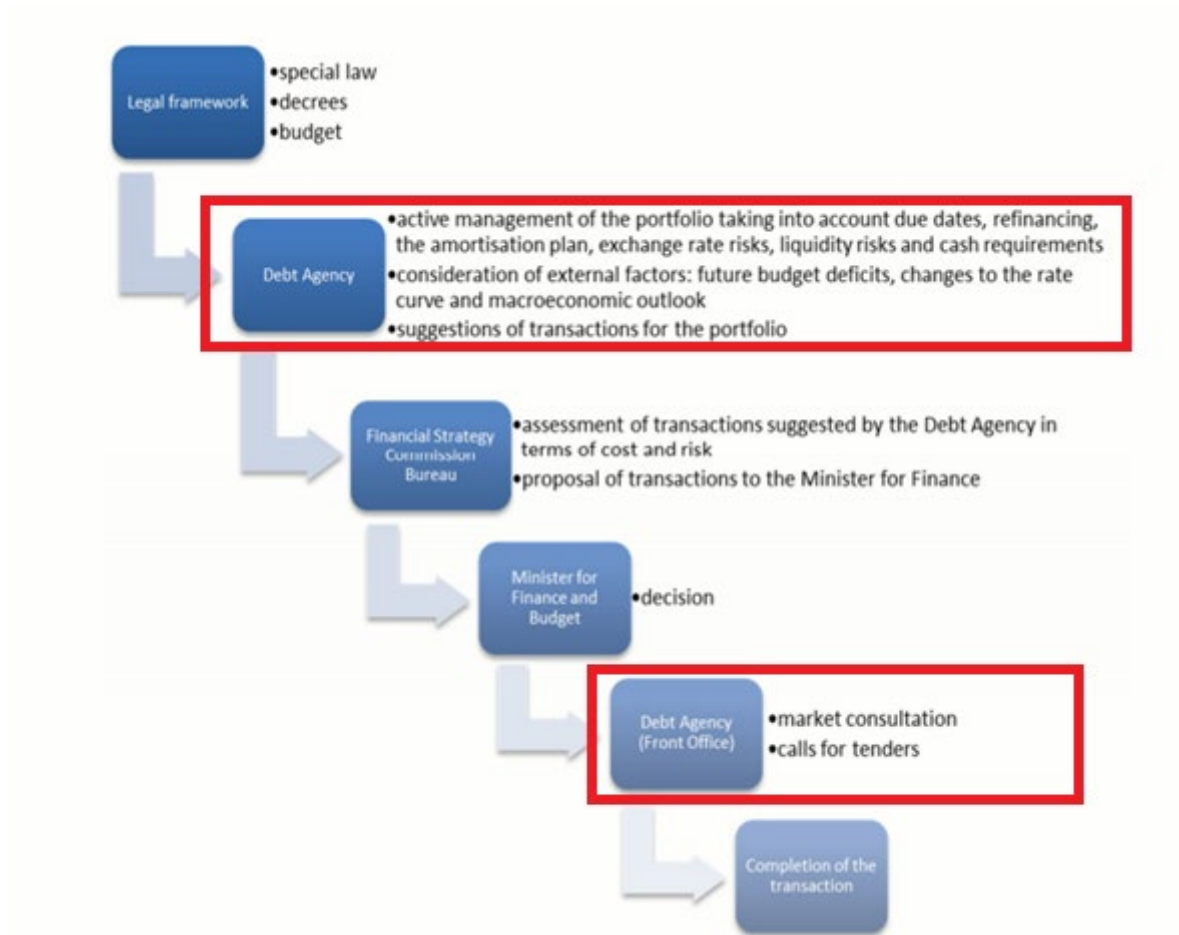 Legal framework
•special law
•decrees
•budget
Debt Agency
•active management of the portfolio taking into account due dates, refinancing,
the amortisation plan, exchange rate risks, liquidity risks and cash requirements
•consideration of external factors: future budget deficits, changes to the rate
curve and macroeconomic outlook
•suggestions of transactions for the portfolio
Financial Strategy
Commission
Bureau
•assessment of transactions suggested by the Debt Agency in
terms of cost and risk
•proposal of transactions to the Minister for Finance
Minister for
Finance and
Budget
•decision
Debt Agency
(Front Office)
•market consultation
•calls for tenders
Completion of the
transaction